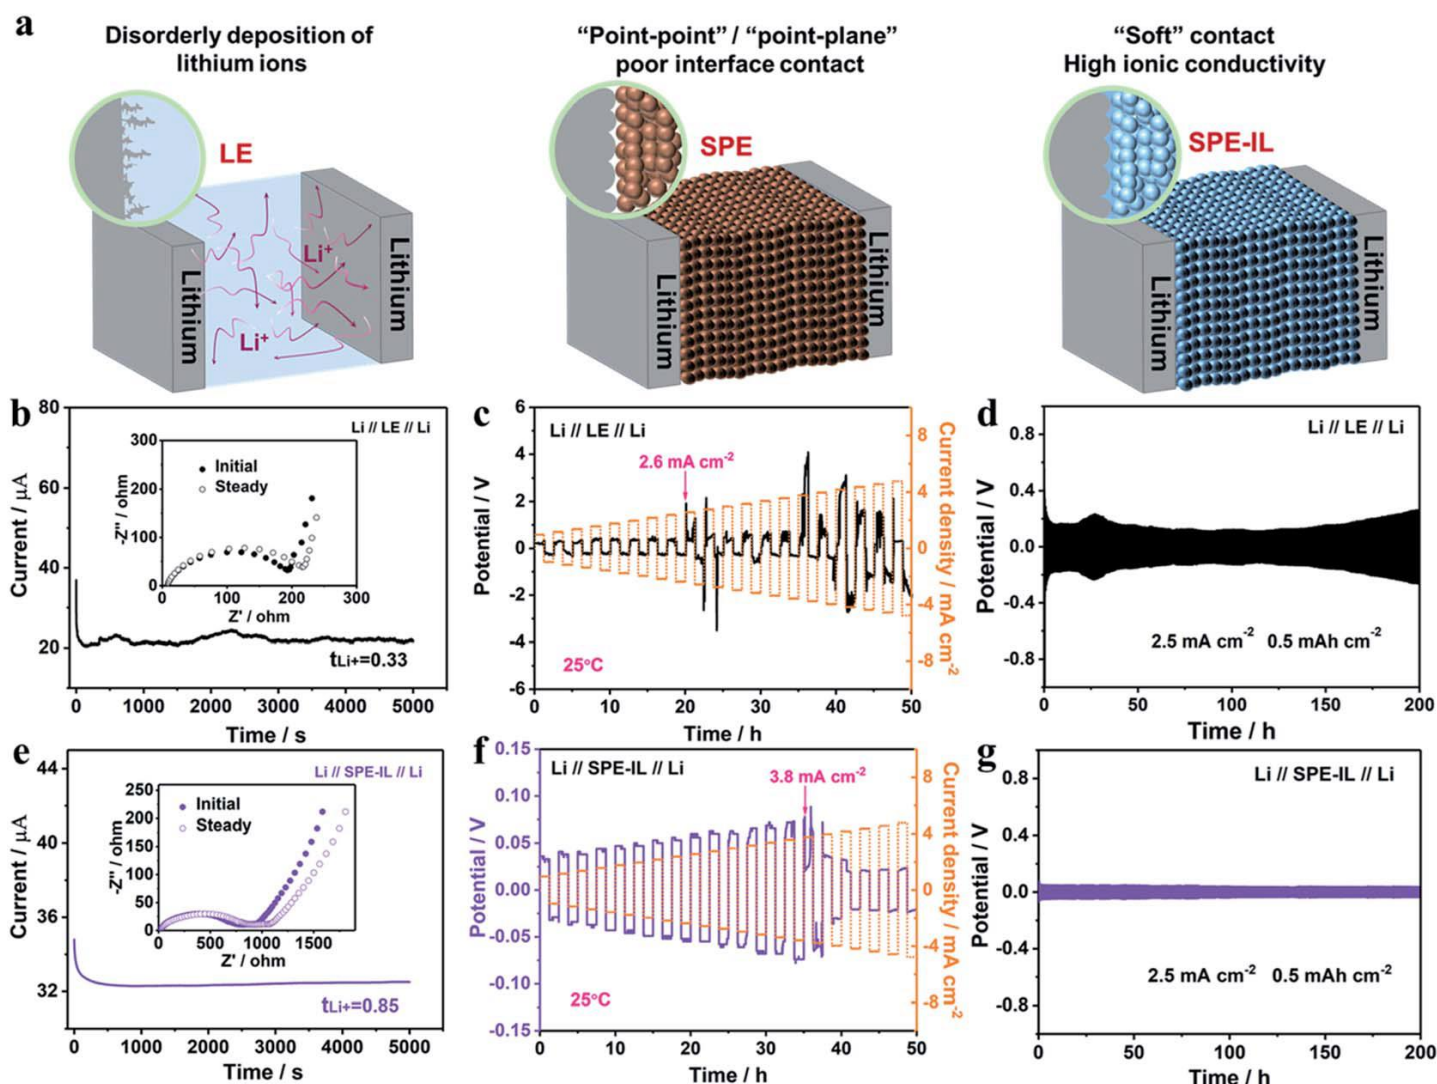 a
Disorderly deposition of
lithium ions
“Point-point” / “point-plane”
poor interface contact
“Soft” contact
High ionic conductivity
LE
SPE
SPE-IL
Li+
Li+
Lithium
Lithium
Lithium
Lithium
Lithium
Lithium
b
80
60
40
20
Current / μA
Li // LE // Li
300
200
100
0
-Z'' / ohm
Initial
Steady
0 100 200 300
Z' / ohm
tLi+=0.33
0 1000 2000 3000 4000 5000
Time / s
c
6
4
2
0
-2
-4
-6
Potential / V
Li // LE // Li
2.6 mA cm-2
25°C
8
4
0
-4
-8
Current density / mA cm-2
0 10 20 30 40 50
Time / h
d
0.8
0.4
0.0
-0.4
-0.8
Potential / V
Li // LE // Li
2.5 mA cm-2 0.5 mAh cm-2
0 50 100 150 200
Time / h
e
44
40
36
32
Current / μA
Li // SPE-IL // Li
250
200
150
100
50
0
-Z'' / ohm
Initial
Steady
0 500 1000 1500
Z' / ohm
tLi+=0.85
0 1000 2000 3000 4000 5000
Time / s
f
0.15
0.10
0.05
0.00
-0.05
-0.10
-0.15
Potential / V
Li // SPE-IL // Li
3.8 mA cm-2
25°C
8
4
0
-4
-8
Current density / mA cm-2
0 10 20 30 40 50
Time / h
g
0.8
0.4
0.0
-0.4
-0.8
Potential / V
Li // SPE-IL // Li
2.5 mA cm-2 0.5 mAh cm-2
0 50 100 150 200
Time / h